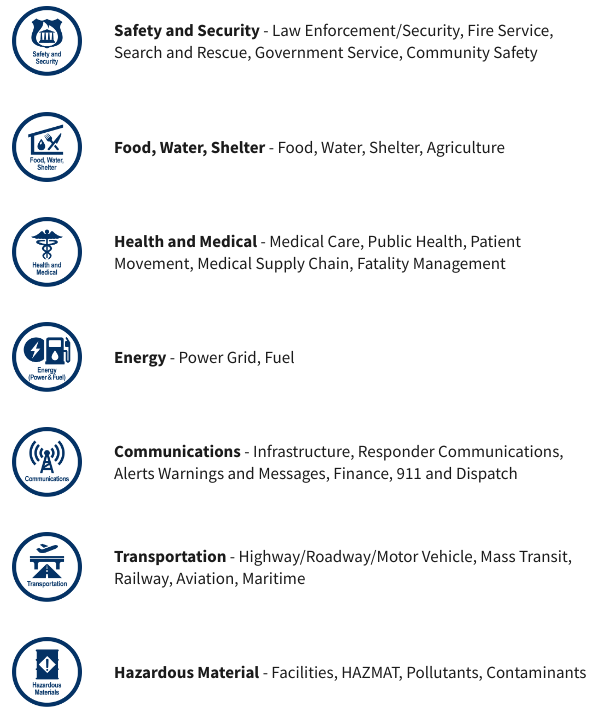 Safety and
Security
Safety and Security - Law Enforcement/Security, Fire Service,
Search and Rescue, Government Service, Community Safety
Food, Water,
Shelter
Food, Water, Shelter - Food, Water, Shelter, Agriculture
Health and
Medical
Health and Medical - Medical Care, Public Health, Patient
Movement, Medical Supply Chain, Fatality Management
Energy
(Power & Fuel)
Energy - Power Grid, Fuel
Communications
Communications - Infrastructure, Responder Communications,
Alerts Warnings and Messages, Finance, 911 and Dispatch
Transportation
Transportation - Highway/Roadway/Motor Vehicle, Mass Transit,
Railway, Aviation, Maritime
Hazardous
Materials
Hazardous Material - Facilities, HAZMAT, Pollutants, Contaminants